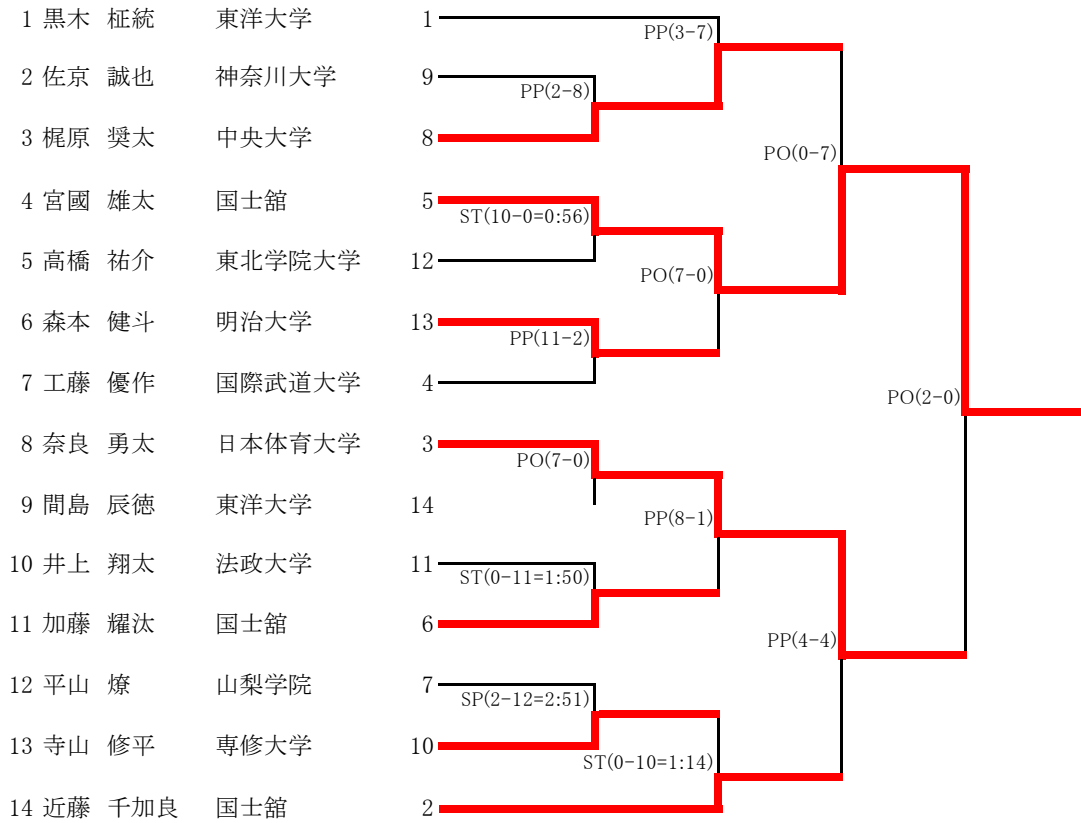 1 黒木 柾統 東洋大学 1
PP(3-7)
2 佐京 誠也 神奈川大学 9
PP(2-8)
3 梶原 奨太 中央大学 8
PO(0-7)
4 宮國 雄太 国士舘 5
ST(10-0=0:56)
5 高橋 祐介 東北学院大学 12
PO(7-0)
6 森本 健斗 明治大学 13
PP(11-2)
7 工藤 優作 国際武道大学 4
PO(2-0)
8 奈良 勇太 日本体育大学 3
PO(7-0)
9 間島 辰徳 東洋大学 14
PP(8-1)
10 井上 翔太 法政大学 11
ST(0-11=1:50)
11 加藤 耀汰 国士舘 6
PP(4-4)
12 平山 燎 山梨学院 7
SP(2-12=2:51)
13 寺山 修平 専修大学 10
ST(0-10=1:14)
14 近藤 千加良 国士舘 2